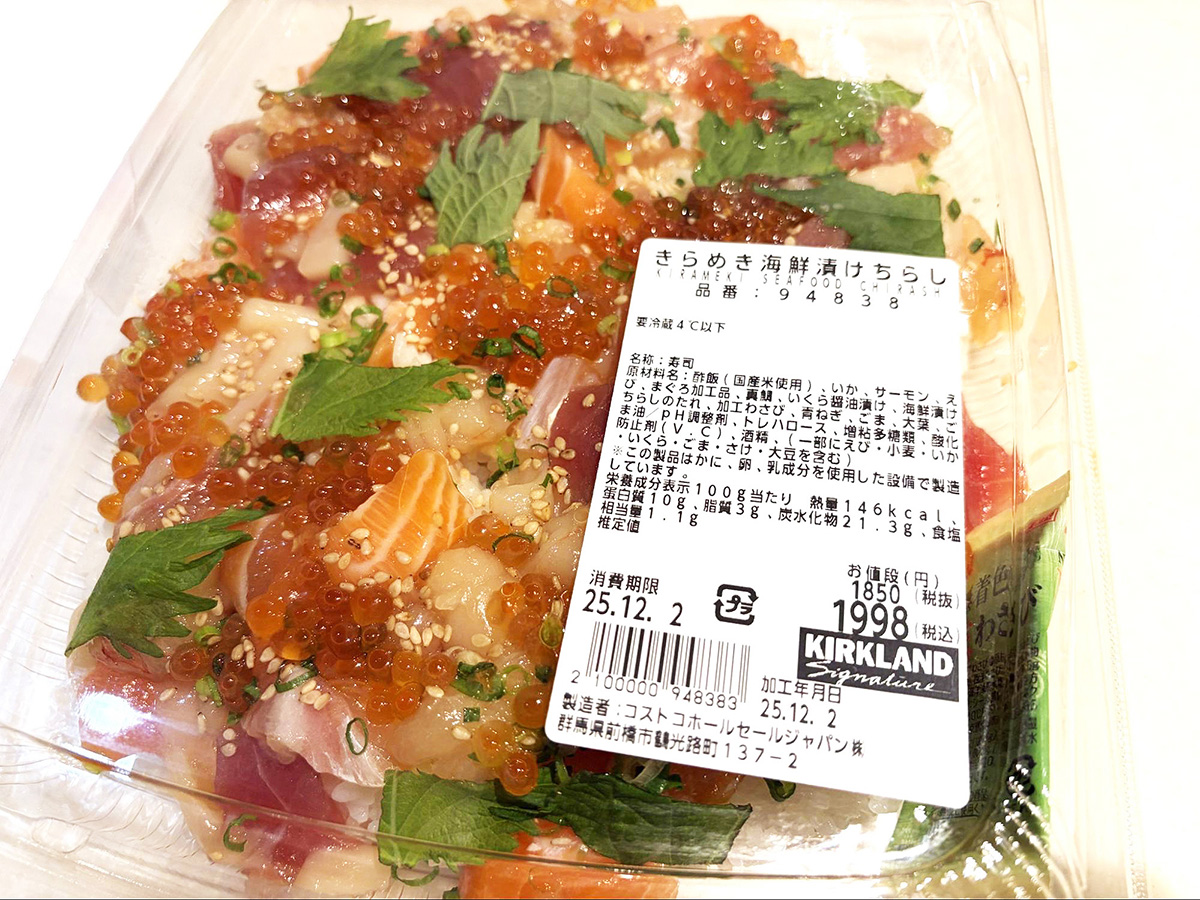 きらめき海鮮漬けちらし
KIRAMEKI SEAFOOD CHIRASH
品番:94838
要冷蔵4℃以下
名称:寿司
原材料名:酢飯(国産米使用)、いか、サーモン、え
び、まぐろ加工品、真鯛、いくら醤油漬け、海鮮漬け
ちらしのたれ、加工わさび、青ねぎ、ごま、大葉、ご
ま油/pH調整剤、トレハロース、増粘多糖類、酸化
防止剤(V.C)、酒精、(一部にえび・小麦・いか
・いくら・ごま・さけ・大豆を含む)
※この製品はかに、卵、乳成分を使用した設備で製造
しています。
栄養成分表示100g当たり 熱量146kcal、
蛋白質10g、脂質3g、炭水化物21.3g、食塩
相当量1.1g
推定値
消費期限
25.12. 2
プラ
お値段(円)
1850(税抜)
1998(税込)
KIRKLAND
Signature
2 100000 948383
加工年月日
25.12. 2
製造者:コストコホールセールジャパン㈱
群馬県前橋市鶴光路町137-2
着色
わさび